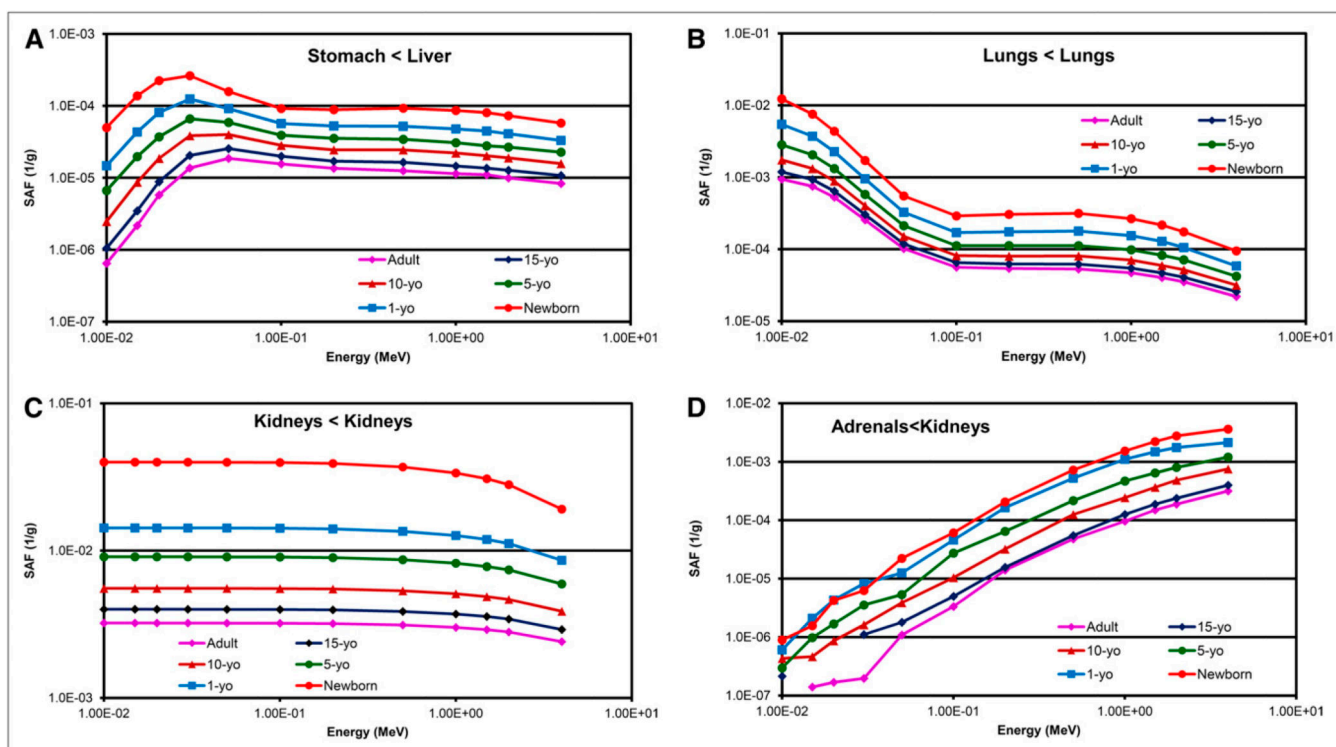 A
Stomach < Liver
1.0E-03
1.0E-04
1.0E-05
1.0E-06
1.0E-07
SAF (1/g)
Adult
15-yo
10-yo
5-yo
1-yo
Newborn
1.00E-02
1.00E-01
1.00E+00
1.00E+01
Energy (MeV)
B
Lungs < Lungs
1.0E-01
1.0E-02
1.0E-03
1.0E-04
1.0E-05
SAF (1/g)
Adult
15-yo
10-yo
5-yo
1-yo
Newborn
1.00E-02
1.00E-01
1.00E+00
1.00E+01
Energy (MeV)
C
Kidneys < Kidneys
1.0E-01
1.0E-02
1.0E-03
SAF (1/g)
Adult
15-yo
10-yo
5-yo
1-yo
Newborn
1.00E-02
1.00E-01
1.00E+00
1.00E+01
Energy (MeV)
D
Adrenals<Kidneys
1.0E-02
1.0E-03
1.0E-04
1.0E-05
1.0E-06
1.0E-07
SAF (1/g)
Adult
15-yo
10-yo
5-yo
1-yo
Newborn
1.00E-02
1.00E-01
1.00E+00
1.00E+01
Energy (MeV)